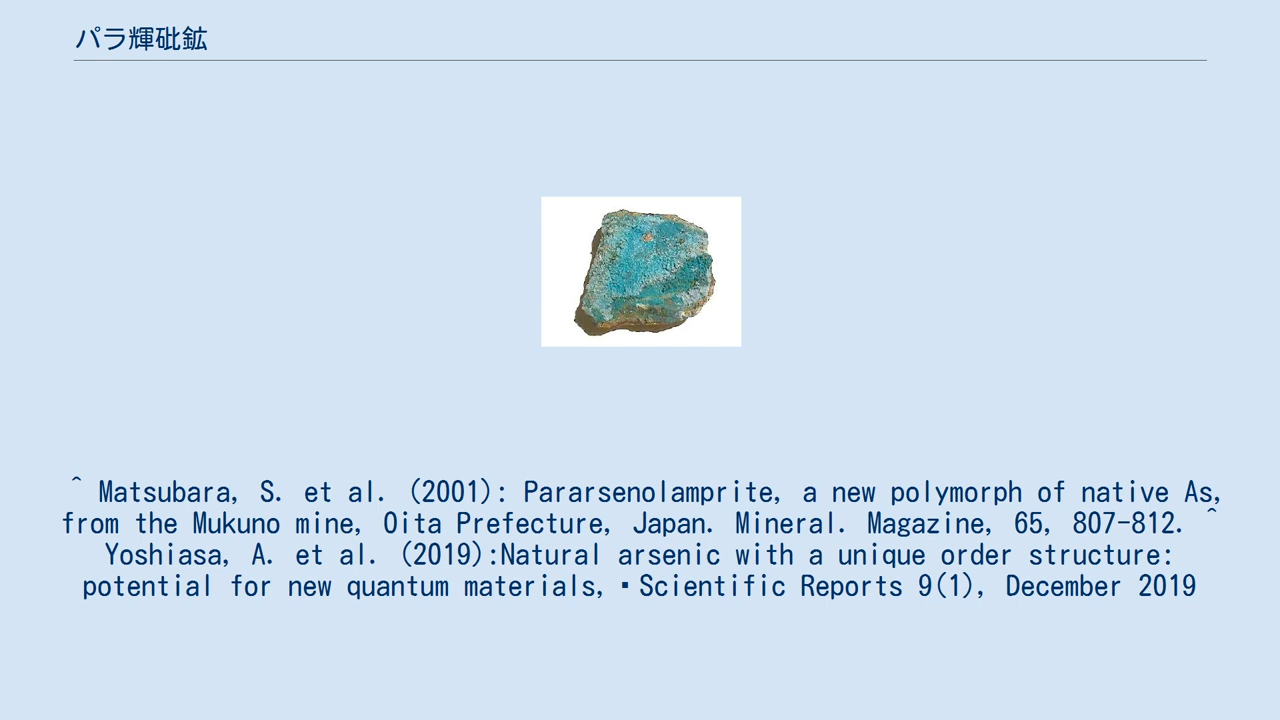 パラ輝砒鉱
^ Matsubara, S. et al. (2001): Pararsenolamprite, a new polymorph of native As,
from the Mukuno mine, Oita Prefecture, Japan. Mineral. Magazine, 65, 807-812. ^
Yoshiasa, A. et al. (2019):Natural arsenic with a unique order structure:
potential for new quantum materials,▪Scientific Reports 9(1), December 2019